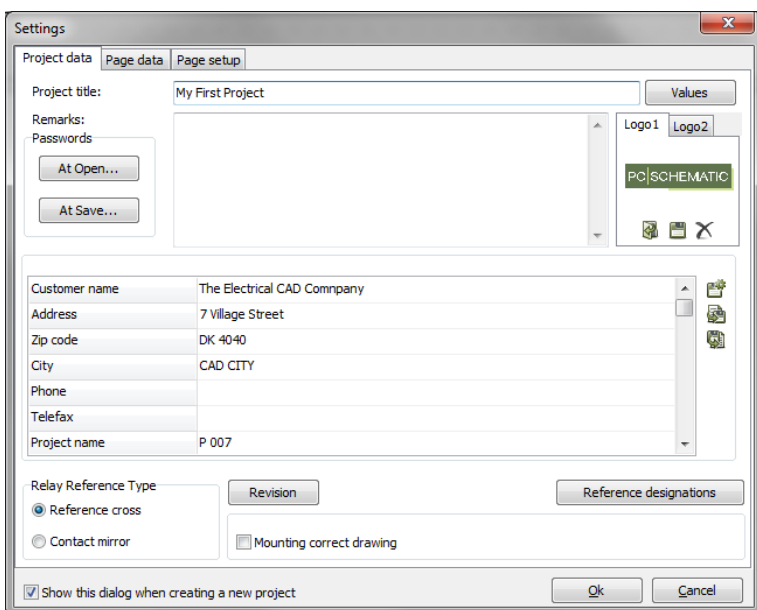 Settings
Project data Page data Page setup
Project title: My First Project Values
Remarks:
Passwords
At Open...
At Save...
Logo1 Logo2
PC|SCHEMATIC
Customer name The Electrical CAD Comnpany
Address 7 Village Street
Zip code DK 4040
City CAD CITY
Phone
Telefax
Project name P 007
Relay Reference Type
Reference cross
Contact mirror
Revision Reference designations
Mounting correct drawing
Show this dialog when creating a new project Ok Cancel